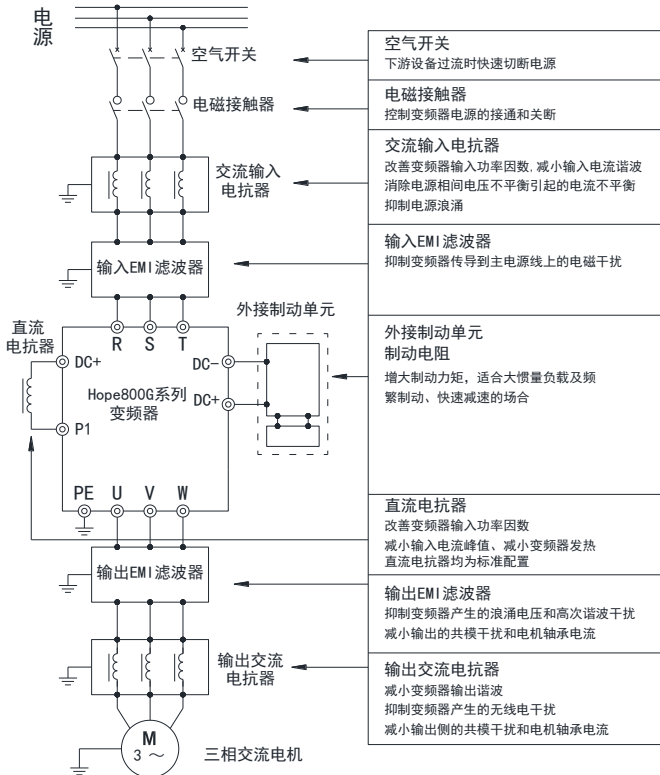 电
源
空气开关
电磁接触器
交流输入
电抗器
输入EMI滤波器
外接制动单元
直流
电抗器
R S T
DC+
DC-
Hope800G系列
变频器
DC+
P1
PE U V W
输出EMI滤波器
输出交流
电抗器
M
3 ～
三相交流电机
空气开关
下游设备过流时快速切断电源
电磁接触器
控制变频器电源的接通和关断
交流输入电抗器
改善变频器输入功率因数,减小输入电流谐波
消除电源相间电压不平衡引起的电流不平衡
抑制电源浪涌
输入EMI滤波器
抑制变频器传导到主电源线上的电磁干扰
外接制动单元
制动电阻
增大制动力矩，适合大惯量负载及频
繁制动、快速减速的场合
直流电抗器
改善变频器输入功率因数
减小输入电流峰值、减小变频器发热
直流电抗器均为标准配置
输出EMI滤波器
抑制变频器产生的浪涌电压和高次谐波干扰
减小输出的共模干扰和电机轴承电流
输出交流电抗器
减小变频器输出谐波
抑制变频器产生的无线电干扰
减小输出侧的共模干扰和电机轴承电流